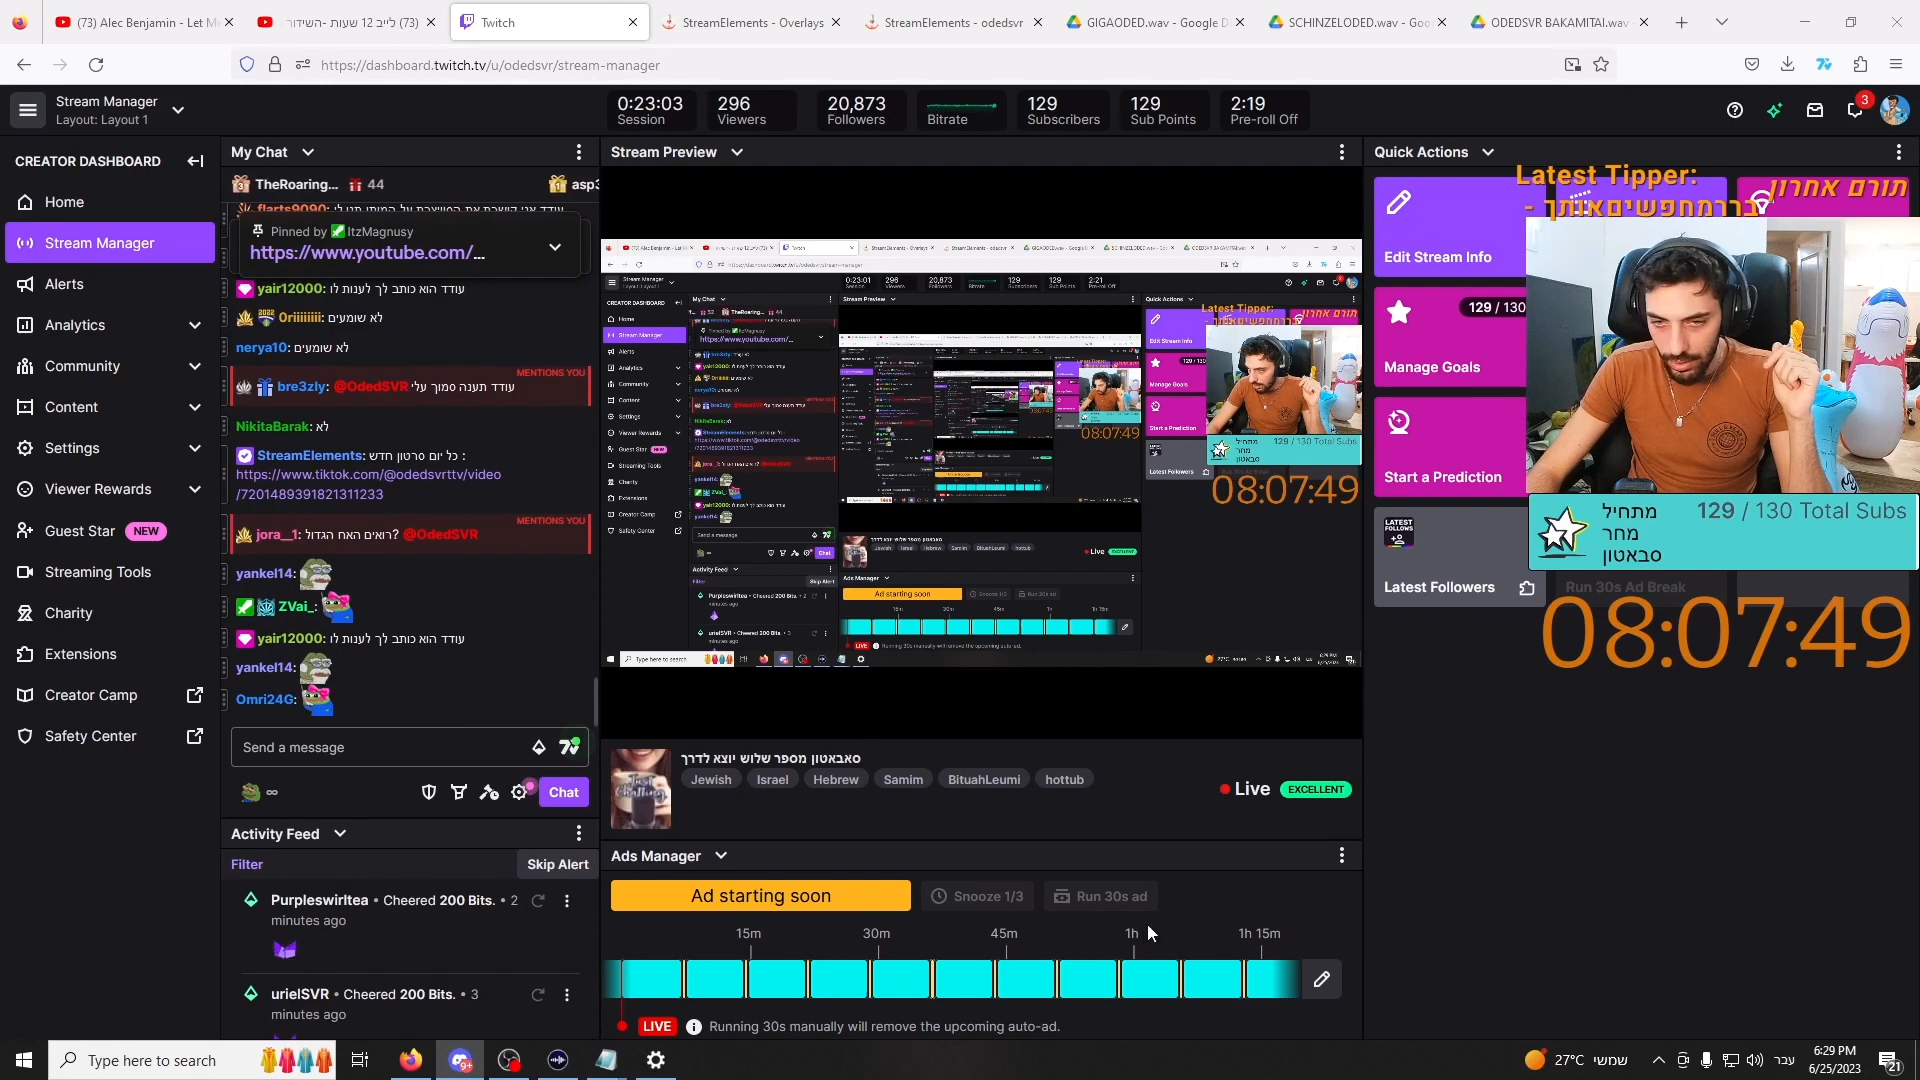 (73) Alec Benjamin - Let Me
(73) לייב 12 שעות -השידור
Twitch
StreamElements - Overlays
StreamElements - odedsvr
GIGAODED.wav - Google D
SCHINZELODED.wav - Goo
ODEDSVR BAKAMITAI.wav
https://dashboard.twitch.tv/u/odedsvr/stream-manager
Stream Manager
Layout: Layout 1
0:23:03
Session
296
Viewers
20,873
Followers
Bitrate
129
Subscribers
129
Sub Points
2:19
Pre-roll Off
3
CREATOR DASHBOARD
Home
Stream Manager
Alerts
Analytics
Community
Content
Settings
Viewer Rewards
Guest Star NEW
Streaming Tools
Charity
Extensions
Creator Camp
Safety Center
My Chat
TheRoaring... 44
asp3
Pinned by ItzMagnusy
https://www.youtube.com/...
yair12000: עודד הוא כותב לך לענות לו
Oriiiiiiii: לא שומעים
nerya10: לא שומעים
MENTIONS YOU
bre3zly: @OdedSVR עודד תענה סמוך עלי
NikitaBarak: לא
StreamElements: כל יום סרטון חדש :
https://www.tiktok.com/@odedsvrttv/video
/7201489391821311233
MENTIONS YOU
jora__1: רואים האח הגדול? @OdedSVR
yankel14:
ZVai_:
yair12000: עודד הוא כותב לך לענות לו
yankel14:
Omri24G:
Send a message
Chat
Activity Feed
Filter
Skip Alert
Purpleswirltea • Cheered 200 Bits. • 2
minutes ago
urielSVR • Cheered 200 Bits. • 3
minutes ago
Stream Preview
סאבאטון מספר שלוש יוצא לדרך
Jewish
Israel
Hebrew
Samim
BituahLeumi
hottub
Live
EXCELLENT
Ads Manager
Ad starting soon
Snooze 1/3
Run 30s ad
15m
30m
45m
1h
1h 15m
LIVE
Running 30s manually will remove the upcoming auto-ad.
Quick Actions
Latest Tipper:
תורם אחרון
בררמחפשיםאותך -
Edit Stream Info
129 / 130
Manage Goals
Start a Prediction
LATEST
FOLLOWS
Latest Followers
Run 30s Ad Break
מתחיל
מחר
סבאטון
129 / 130 Total Subs
08:07:49
Type here to search
27°C
שמשי
עבר
6:29 PM
6/25/2023
21